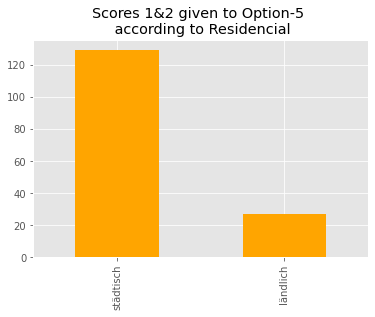 Scores 1&2 given to Option-5
according to Residencial
120
100
80
60
40
20
0
städtisch
ländlich